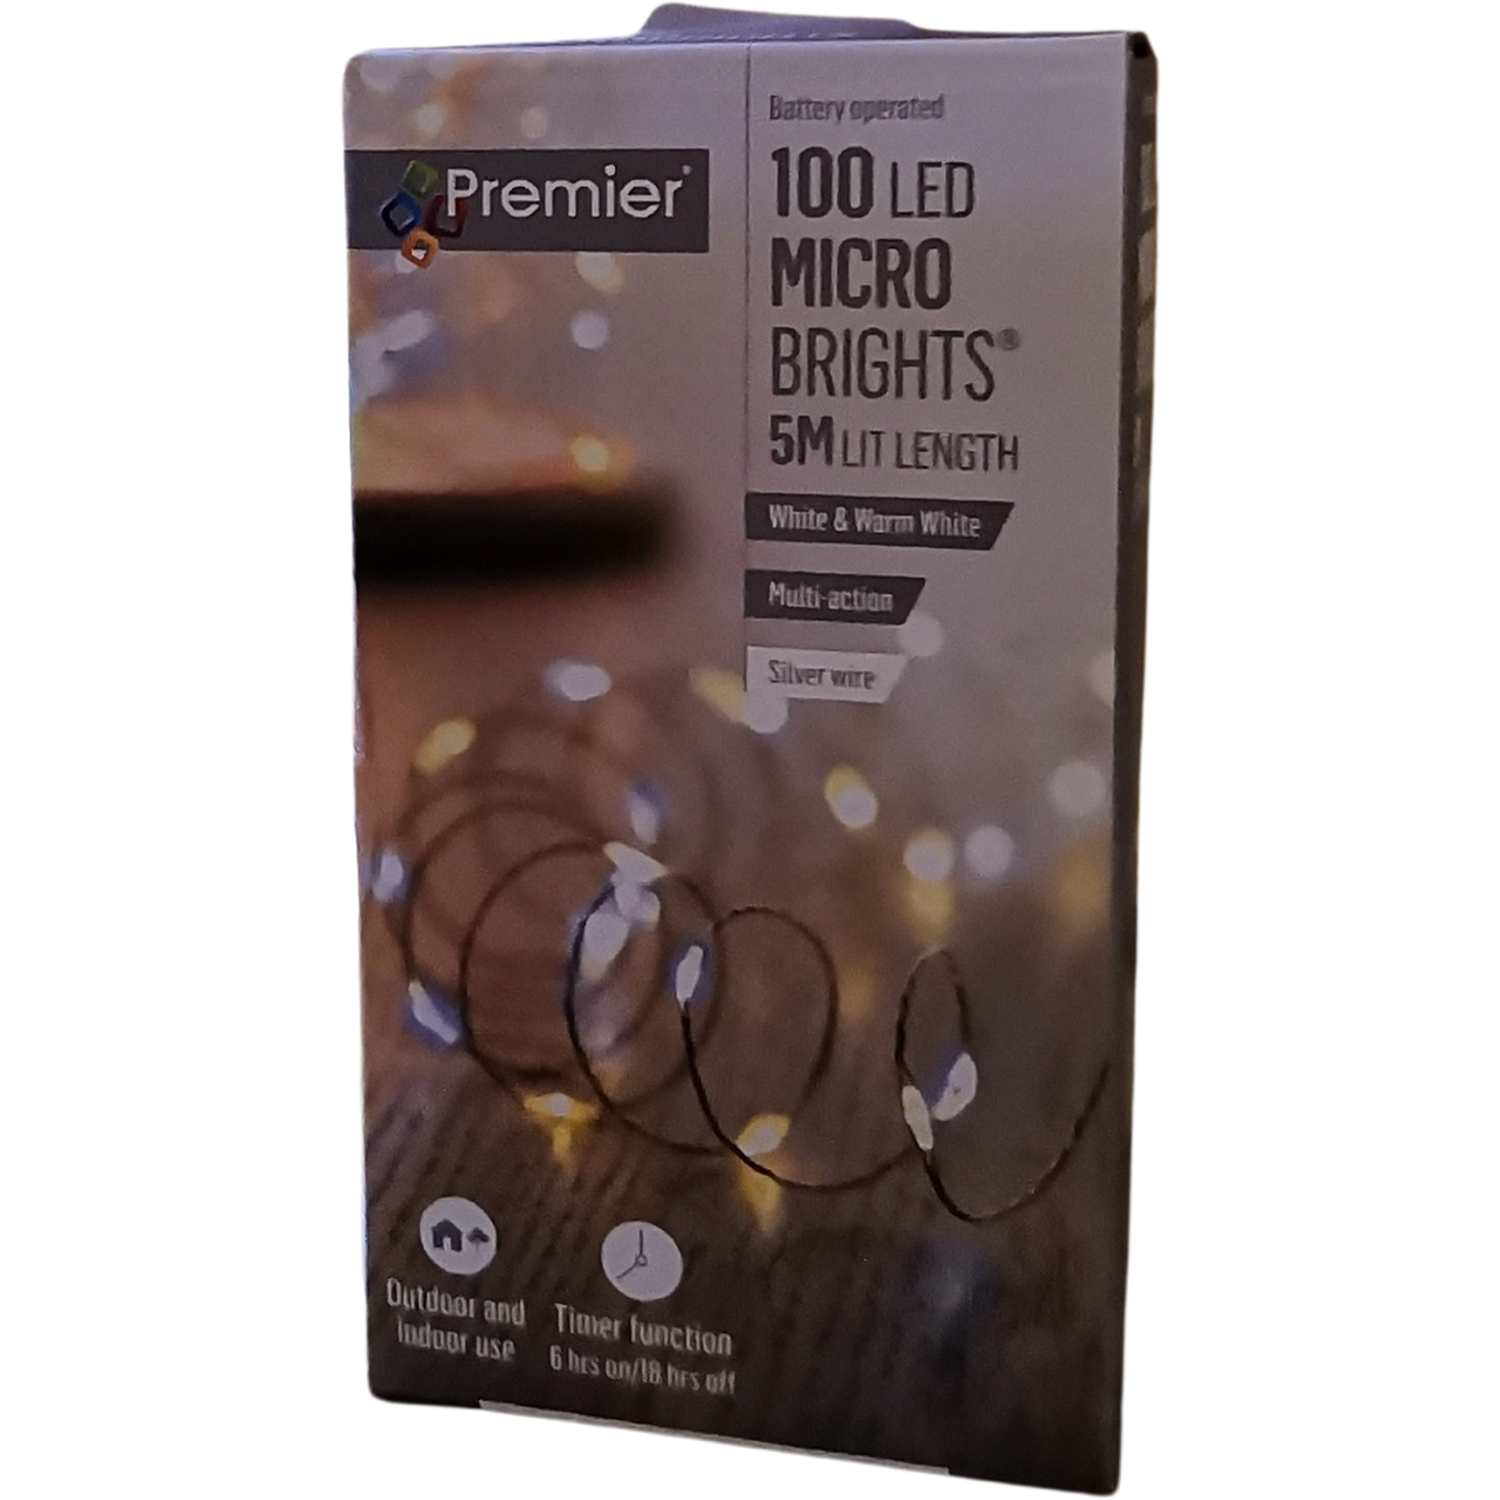 Premier®
Battery operated
100 LED
MICRO
BRIGHTS®
5M LIT LENGTH
White & Warm White
Multi-action
Silver wire
Outdoor and
Indoor use
Timer function
6 hrs on/18 hrs off